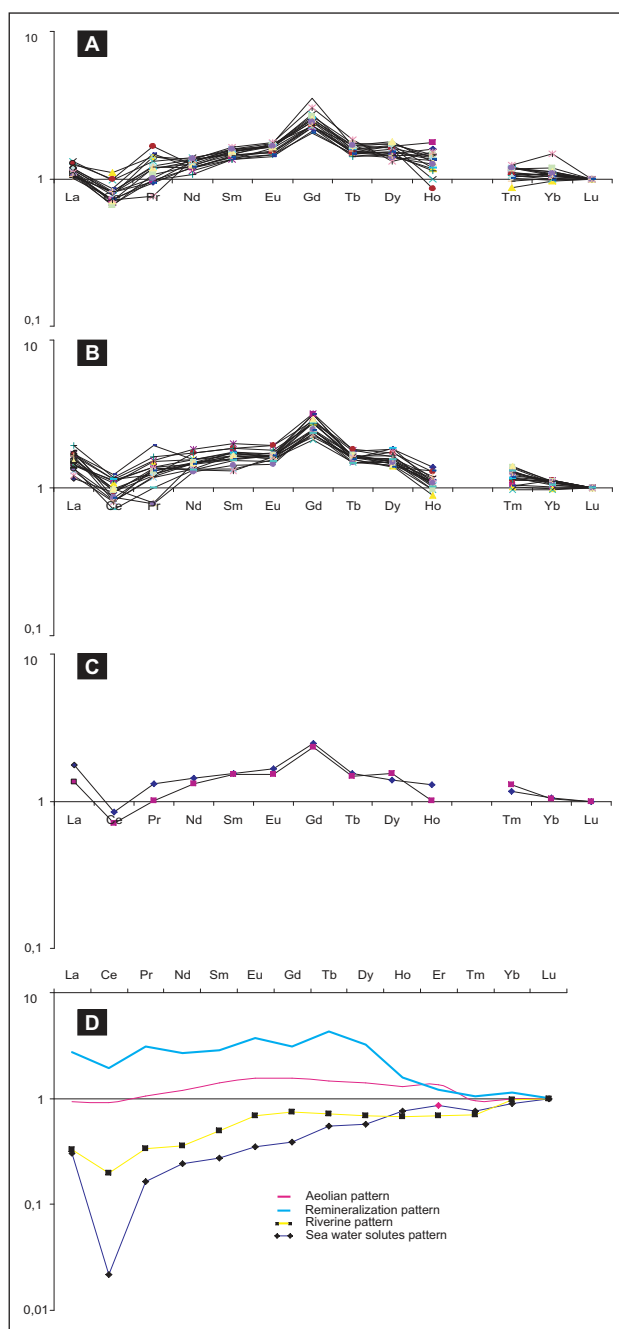 A
10
1
La Ce Pr Nd Sm Eu Gd Tb Dy Ho Tm Yb Lu
0,1
10
B
1
La Ce Pr Nd Sm Eu Gd Tb Dy Ho Tm Yb Lu
0,1
10
C
1
La Ce Pr Nd Sm Eu Gd Tb Dy Ho Tm Yb Lu
0,1
La Ce Pr Nd Sm Eu Gd Tb Dy Ho Er Tm Yb Lu
10
D
1
0,1
Aeolian pattern
Remineralization pattern
Riverine pattern
Sea water solutes pattern
0,01